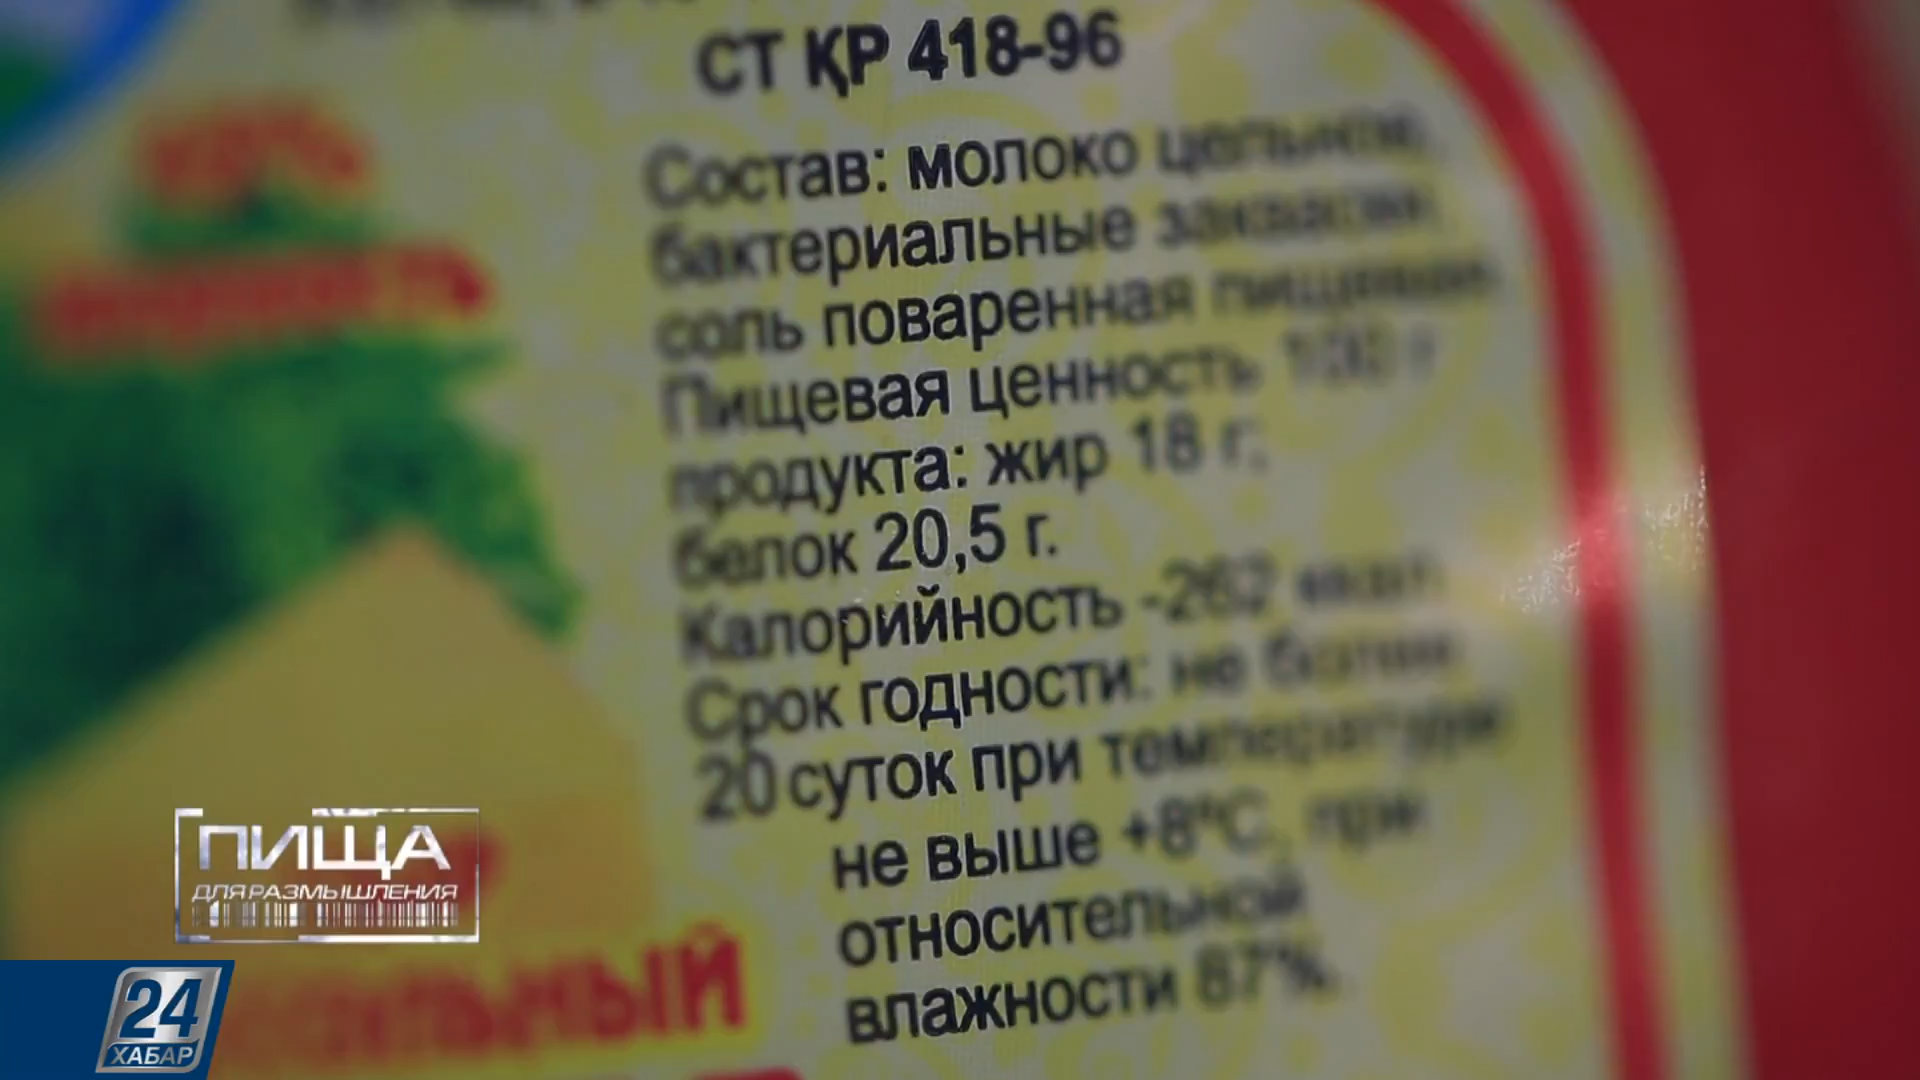 СТ ҚР 418-96
Состав: молоко цельное,
бактериальные закваски,
соль поваренная пищевая.
Пищевая ценность 100 г
продукта: жир 18 г;
белок 20,5 г.
Калорийность -262 ккал.
Срок годности: не более
20 суток при температуре
не выше +8°С, при
относительной
влажности 87%.
ПИЩА
ДЛЯ РАЗМЫШЛЕНИЯ
24
ХАБАР